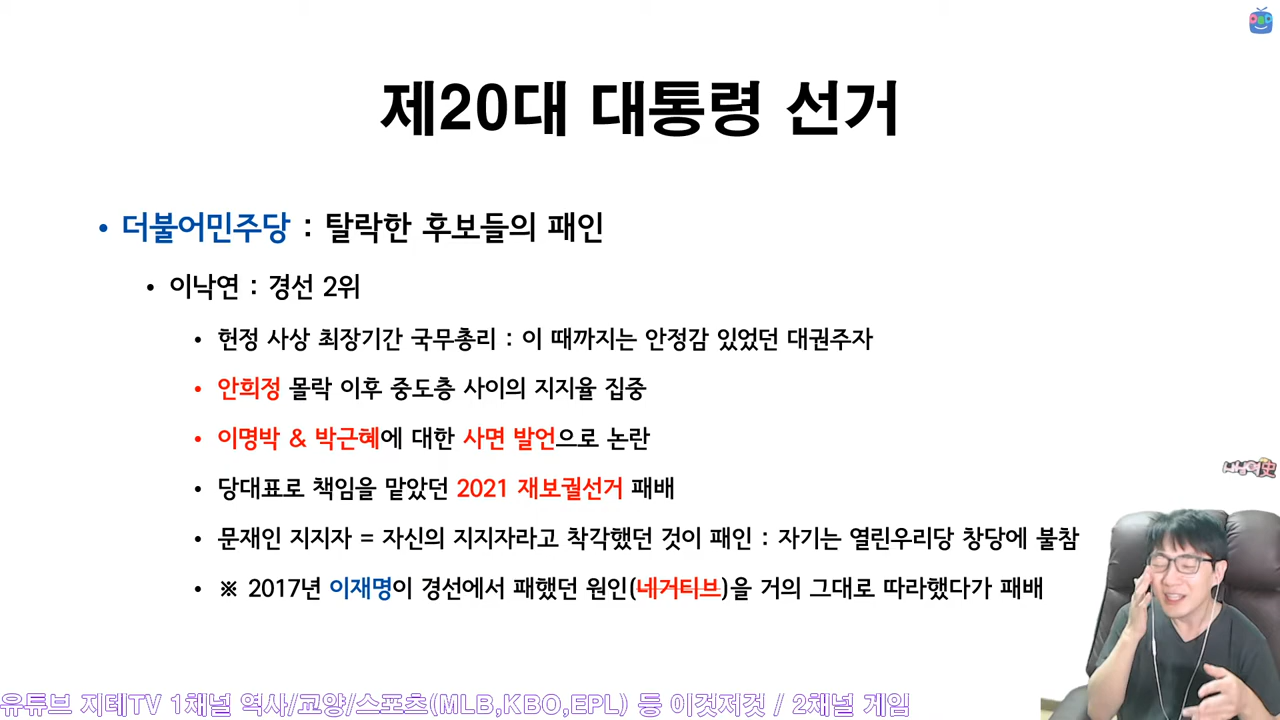 제20대 대통령 선거
• 더불어민주당 : 탈락한 후보들의 패인
• 이낙연 : 경선 2위
• 헌정 사상 최장기간 국무총리 : 이 때까지는 안정감 있었던 대권주자
• 안희정 몰락 이후 중도층 사이의 지지율 집중
• 이명박 & 박근혜에 대한 사면 발언으로 논란
• 당대표로 책임을 맡았던 2021 재보궐선거 패배
• 문재인 지지자 = 자신의 지지자라고 착각했던 것이 패인 : 자기는 열린우리당 창당에 불참
• ※ 2017년 이재명이 경선에서 패했던 원인(네거티브)을 거의 그대로 따라했다가 패배
유튜브 지테TV 1채널 역사/교양/스포츠(MLB,KBO,EPL) 등 이것저것 / 2채널 게임